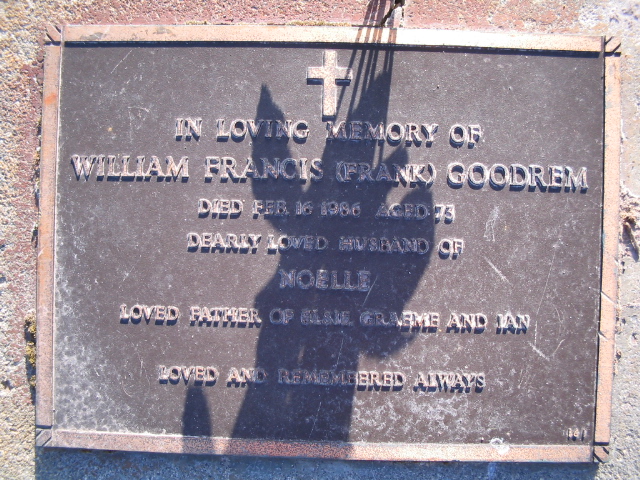 IN LOVING MEMORY OF
WILLIAM FRANCIS (FRANK) GOODREM
DIED FEB 16 1986 AGED 75
DEARLY LOVED HUSBAND OF
NOELLE
LOVED FATHER OF GRAEME AND IAN
LOVED AND REMEMBERED ALWAYS